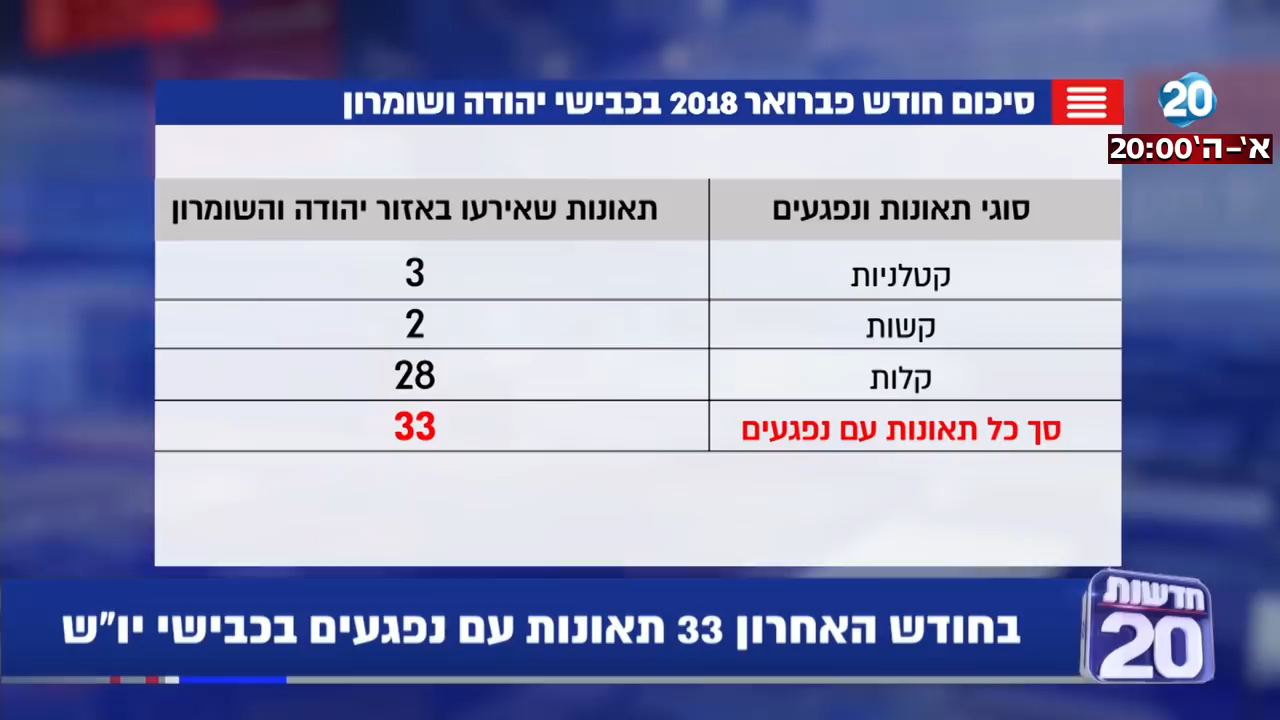 סיכום חודש פברואר 2018 בכבישי יהודה ושומרון
20
א'-ה' 20:00
סוגי תאונות ונפגעים תאונות שאירעו באזור יהודה והשומרון
קטלניות 3
קשות 2
קלות 28
סך כל תאונות עם נפגעים 33
חדשות
20
בחודש האחרון 33 תאונות עם נפגעים בכבישי יו"ש